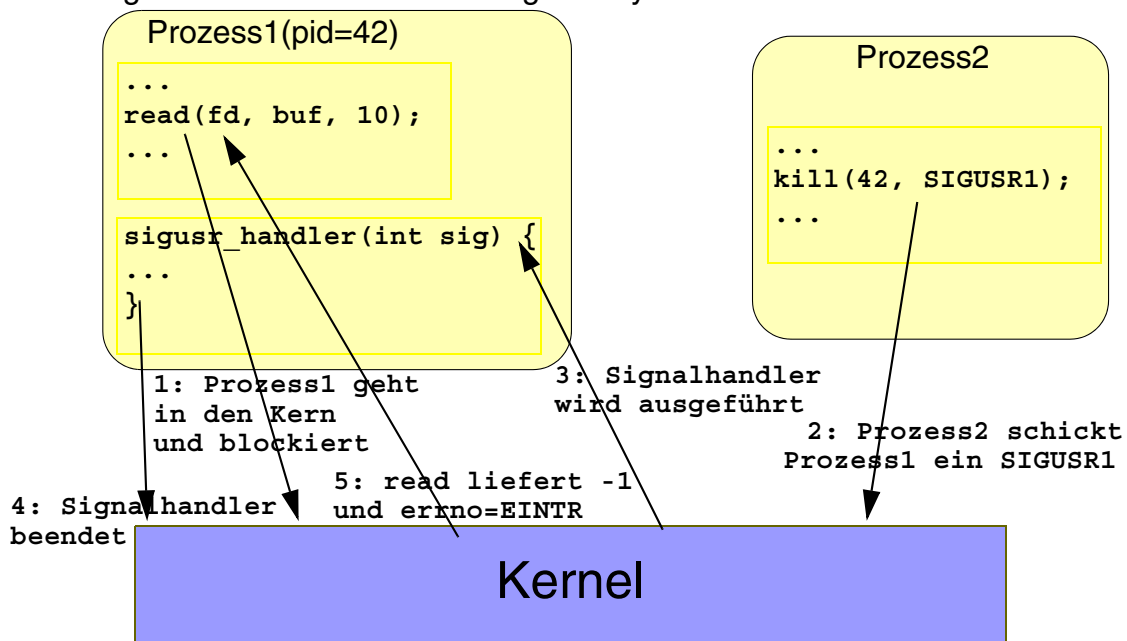 Prozess1(pid=42)
...
read(fd, buf, 10);
...
sigusr_handler(int sig) {
...
}
Prozess2
...
kill(42, SIGUSR1);
...
1: Prozess1 geht
in den Kern
und blockiert
3: Signalhandler
wird ausgeführt
2: Prozess2 schickt
Prozess1 ein SIGUSR1
5: read liefert -1
und errno=EINTR
4: Signalhandler
beendet
Kernel